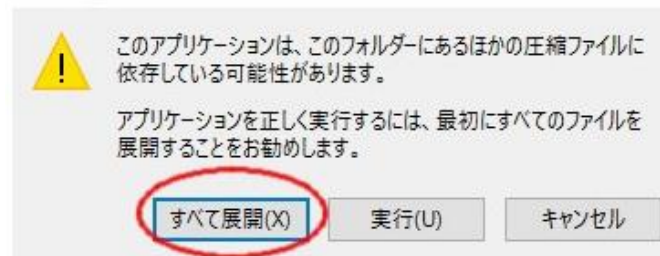 このアプリケーションは、このフォルダーにあるほかの圧縮ファイルに
依存している可能性があります。
アプリケーションを正しく実行するには、最初にすべてのファイルを
展開することをお勧めします。
すべて展開(X) 実行(U) キャンセル